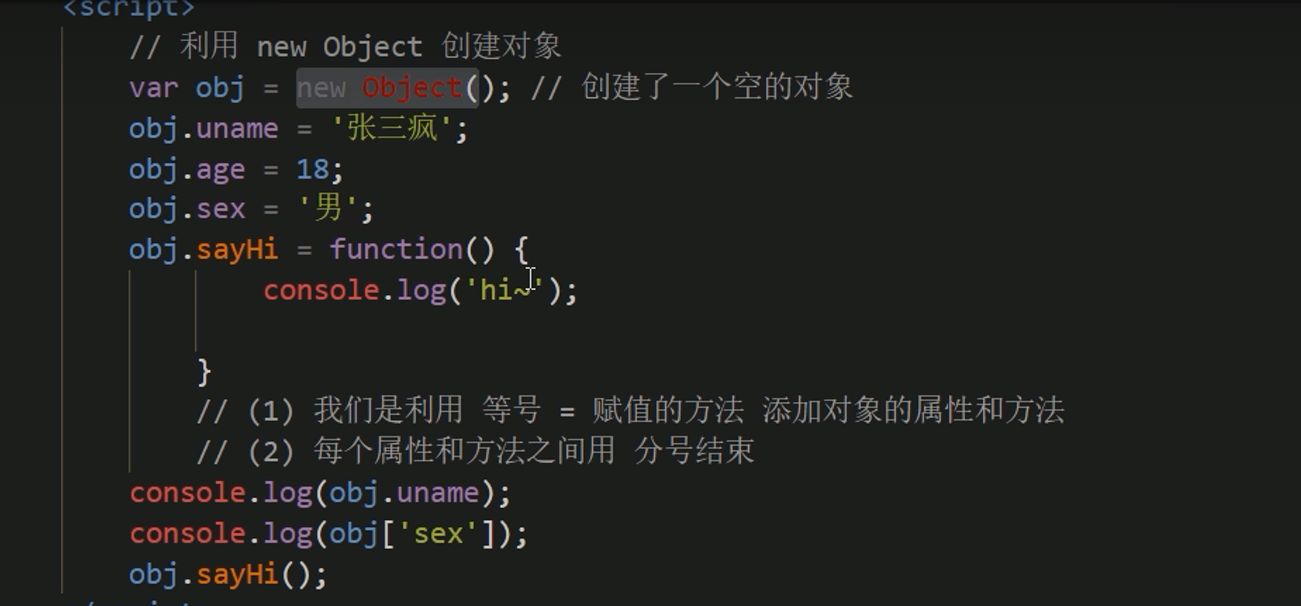 <script>
// 利用 new Object 创建对象
var obj = new Object(); // 创建了一个空的对象
obj.uname = '张三疯';
obj.age = 18;
obj.sex = '男';
obj.sayHi = function() {
console.log('hi~');
}
// (1) 我们是利用 等号 = 赋值的方法 添加对象的属性和方法
// (2) 每个属性和方法之间用 分号结束
console.log(obj.uname);
console.log(obj['sex']);
obj.sayHi();